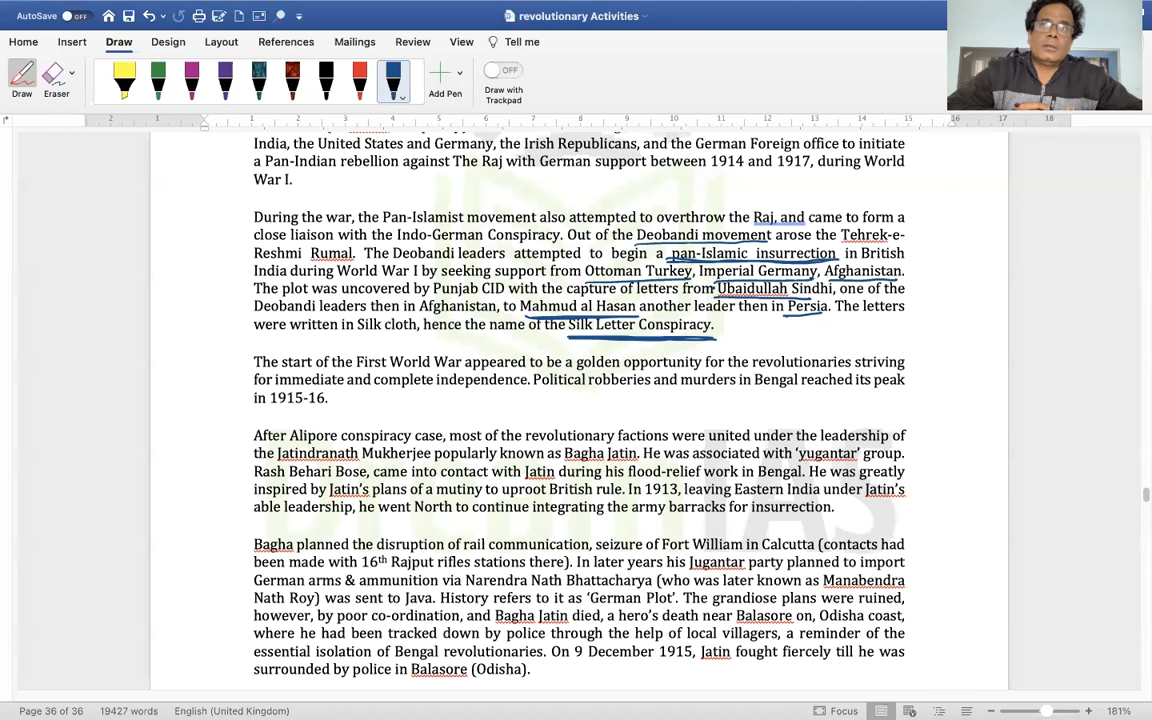 AutoSave OFF revolutionary Activities
Home Insert Draw Design Layout References Mailings Review View Tell me
Draw Eraser Add Pen Draw with Trackpad OFF
2 1 1 2 3 4 5 6 7 8 9 10 11 12 13 14 15 16 17 18
India, the United States and Germany, the Irish Republicans, and the German Foreign office to initiate
a Pan-Indian rebellion against The Raj with German support between 1914 and 1917, during World
War I.
During the war, the Pan-Islamist movement also attempted to overthrow the Raj, and came to form a
close liaison with the Indo-German Conspiracy. Out of the Deobandi movement arose the Tehrek-e-
Reshmi Rumal. The Deobandi leaders attempted to begin a pan-Islamic insurrection in British
India during World War I by seeking support from Ottoman Turkey, Imperial Germany, Afghanistan.
The plot was uncovered by Punjab CID with the capture of letters from Ubaidullah Sindhi, one of the
Deobandi leaders then in Afghanistan, to Mahmud al Hasan another leader then in Persia. The letters
were written in Silk cloth, hence the name of the Silk Letter Conspiracy.
The start of the First World War appeared to be a golden opportunity for the revolutionaries striving
for immediate and complete independence. Political robberies and murders in Bengal reached its peak
in 1915-16.
After Alipore conspiracy case, most of the revolutionary factions were united under the leadership of
the Jatindranath Mukherjee popularly known as Bagha Jatin. He was associated with ‘yugantar’ group.
Rash Behari Bose, came into contact with Jatin during his flood-relief work in Bengal. He was greatly
inspired by Jatin’s plans of a mutiny to uproot British rule. In 1913, leaving Eastern India under Jatin’s
able leadership, he went North to continue integrating the army barracks for insurrection.
Bagha planned the disruption of rail communication, seizure of Fort William in Calcutta (contacts had
been made with 16th Rajput rifles stations there). In later years his Jugantar party planned to import
German arms & ammunition via Narendra Nath Bhattacharya (who was later known as Manabendra
Nath Roy) was sent to Java. History refers to it as ‘German Plot’. The grandiose plans were ruined,
however, by poor co-ordination, and Bagha Jatin died, a hero’s death near Balasore on, Odisha coast,
where he had been tracked down by police through the help of local villagers, a reminder of the
essential isolation of Bengal revolutionaries. On 9 December 1915, Jatin fought fiercely till he was
surrounded by police in Balasore (Odisha).
Page 36 of 36 19427 words English (United Kingdom) Focus 181%